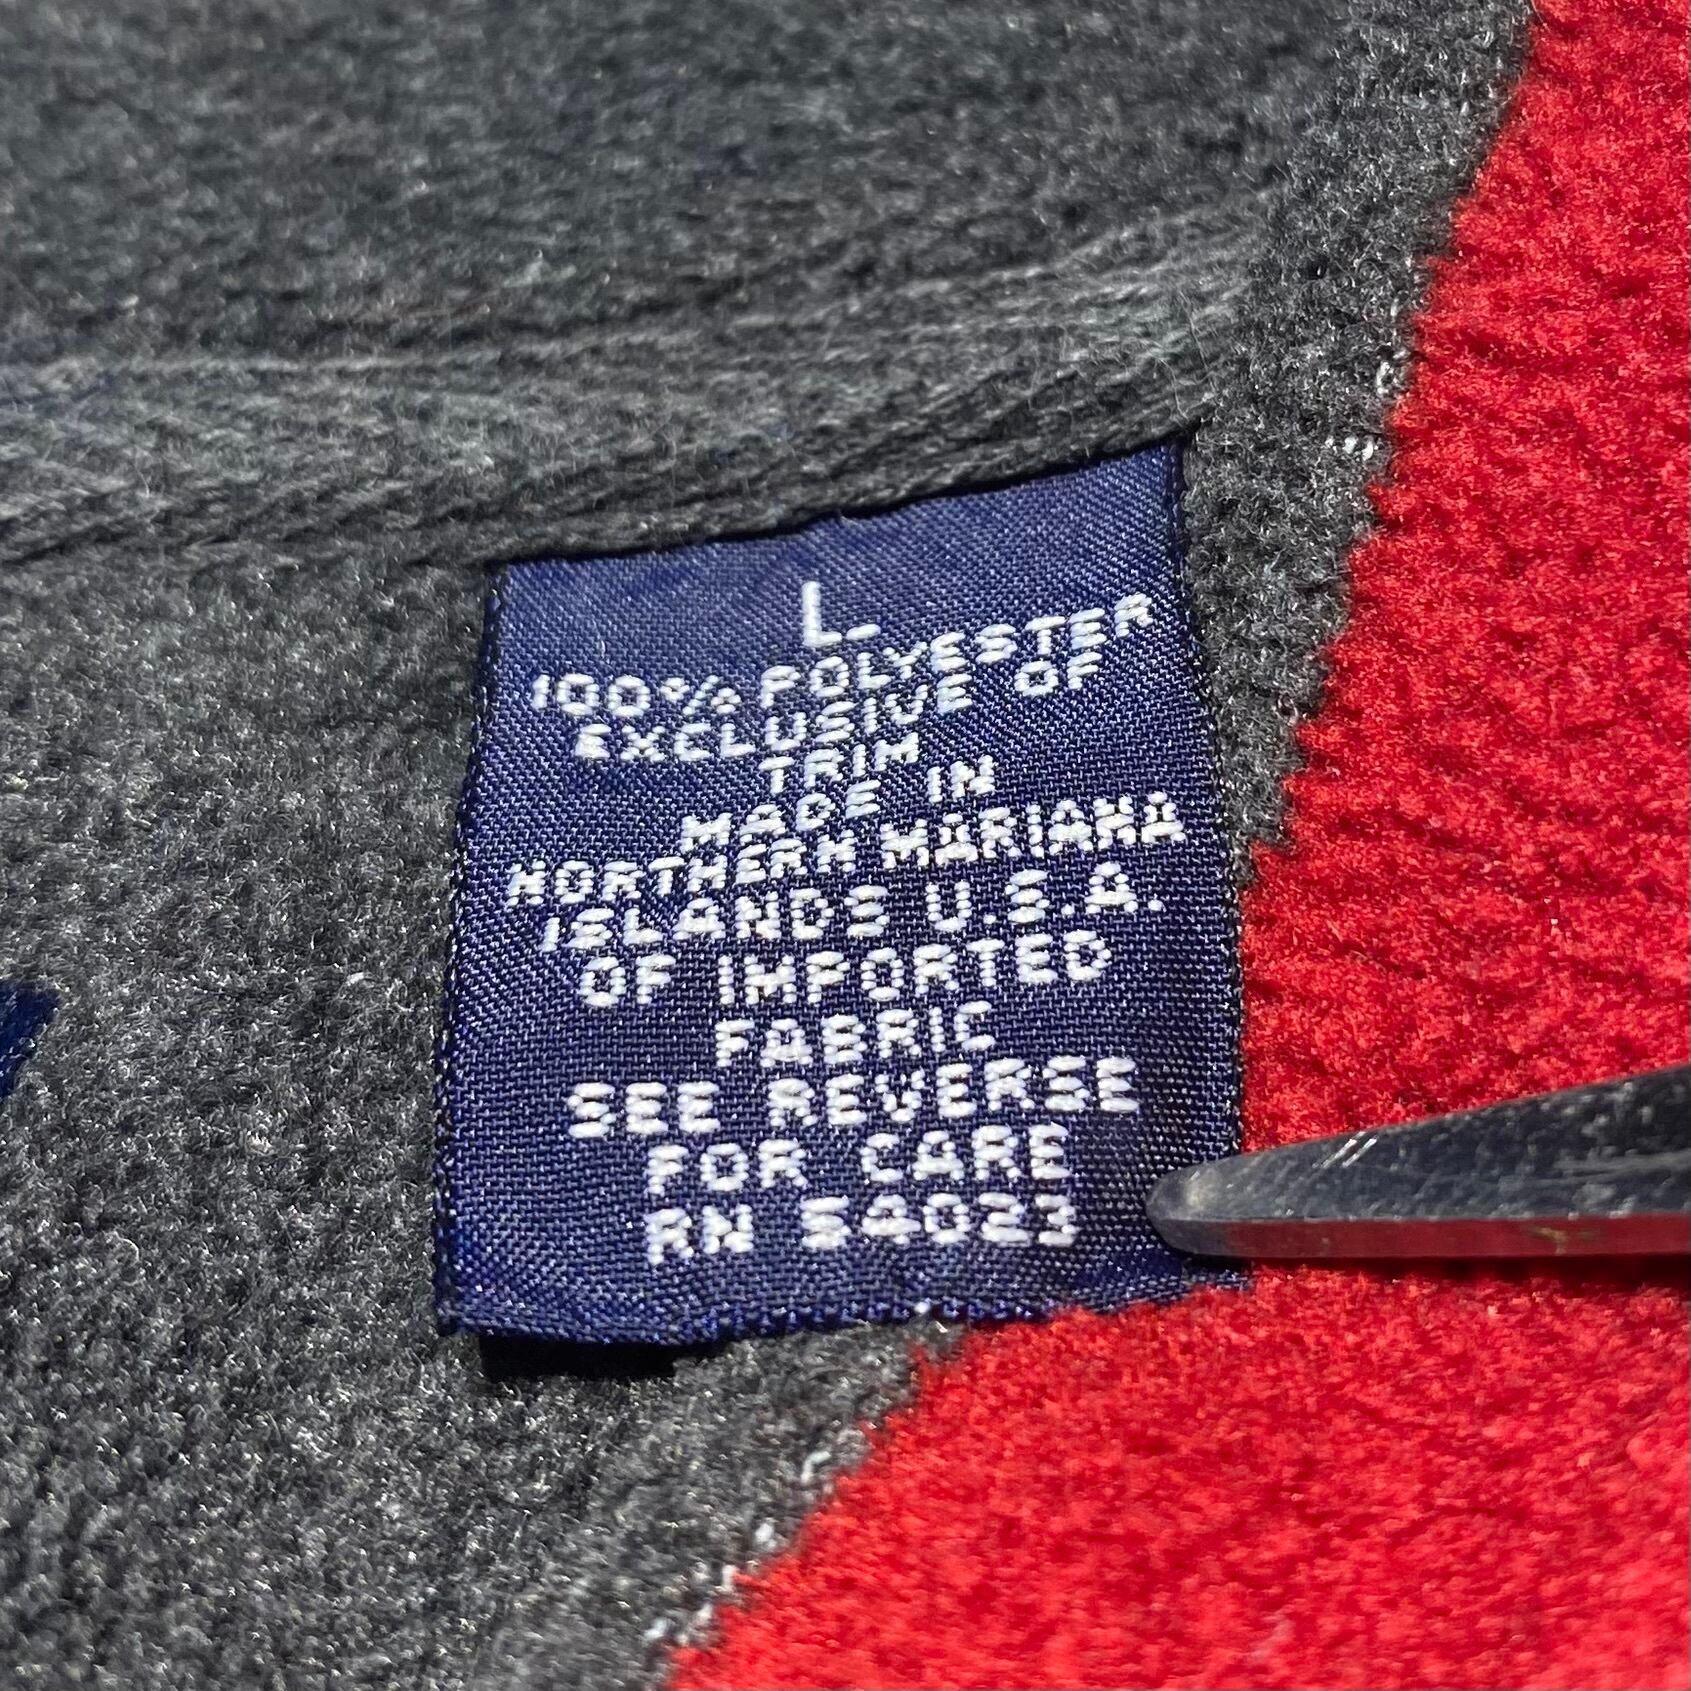 L.
100% POLYESTER
EXCLUSIVE OF
TRIM
MADE IN
NORTHERN MARIANA
ISLANDS U.S.A.
OF IMPORTED
FABRIC
SEE REVERSE
FOR CARE
RN 54023